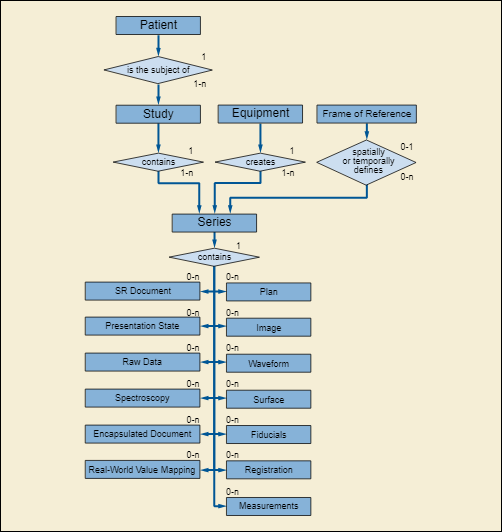 Patient
1
is the subject of
1-n
Study
Equipment
Frame of Reference
1
contains
1-n
1
creates
1-n
0-1
spatially
or temporally
defines
0-n
Series
1
contains
0-n
0-n
SR Document
Plan
0-n
0-n
Presentation State
Image
0-n
0-n
Raw Data
Waveform
0-n
0-n
Spectroscopy
Surface
0-n
0-n
Encapsulated Document
Fiducials
0-n
0-n
Real-World Value Mapping
Registration
0-n
Measurements